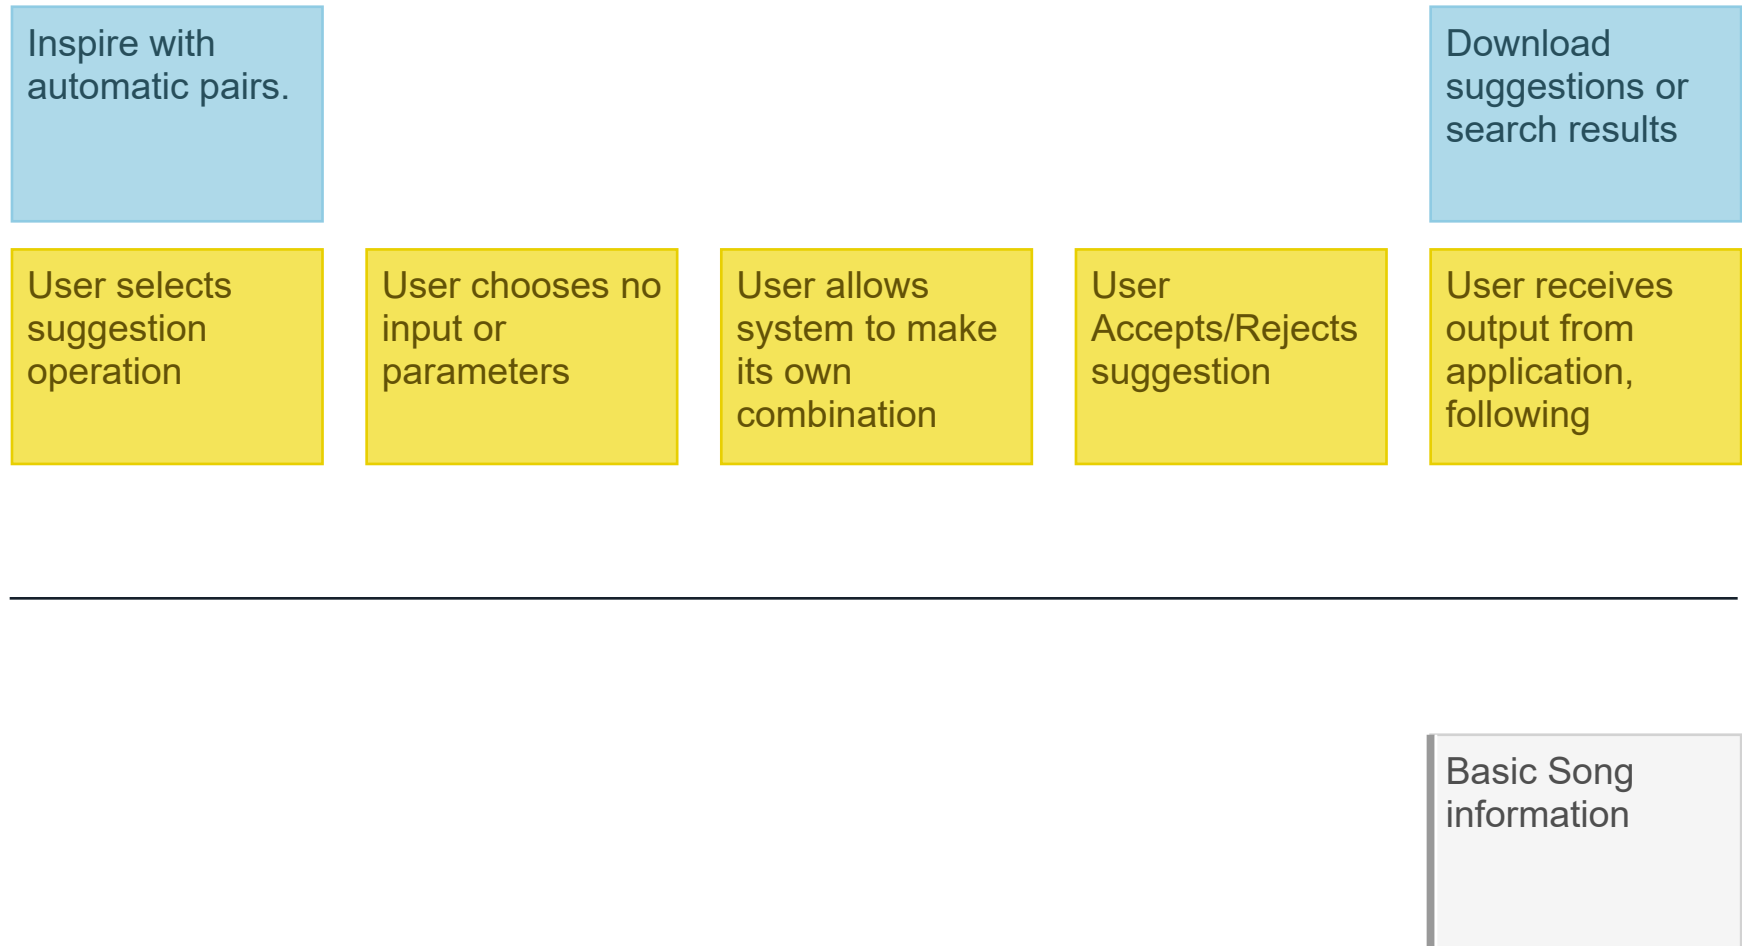 Inspire with
automatic pairs.
Download
suggestions or
search results
User selects
suggestion
operation
User chooses no
input or
parameters
User allows
system to make
its own
combination
User
Accepts/Rejects
suggestion
User receives
output from
application,
following
Basic Song
information